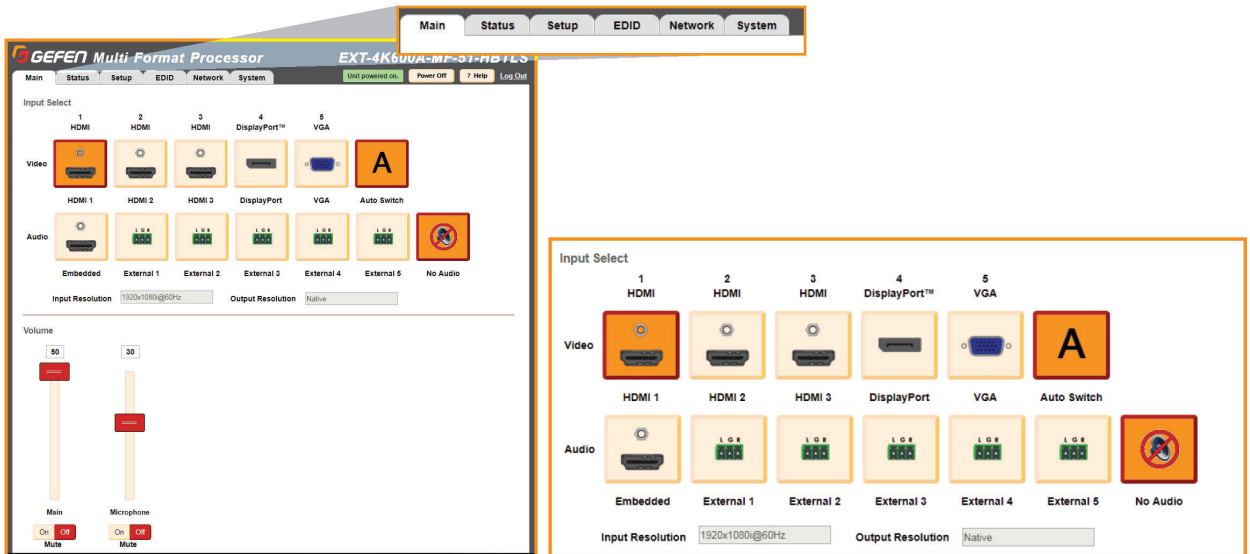 Main Status Setup EDID Network System
GEFEN Multi Format Processor EXT-4K600A-MF-51-HBTLS
Main Status Setup EDID Network System Unit powered on. Power Off ? Help Log Out
Input Select
1 2 3 4 5
HDMI HDMI HDMI DisplayPort™ VGA
Video A
HDMI 1 HDMI 2 HDMI 3 DisplayPort VGA Auto Switch
L G R L G R L G R L G R L G R
Audio
Embedded External 1 External 2 External 3 External 4 External 5 No Audio
Input Resolution 1920x1080i@60Hz Output Resolution Native
Volume
50 30
Main Microphone
On Off On Off
Mute Mute
Input Select
1 2 3 4 5
HDMI HDMI HDMI DisplayPort™ VGA
Video A
HDMI 1 HDMI 2 HDMI 3 DisplayPort VGA Auto Switch
L G R L G R L G R L G R L G R
Audio
Embedded External 1 External 2 External 3 External 4 External 5 No Audio
Input Resolution 1920x1080i@60Hz Output Resolution Native